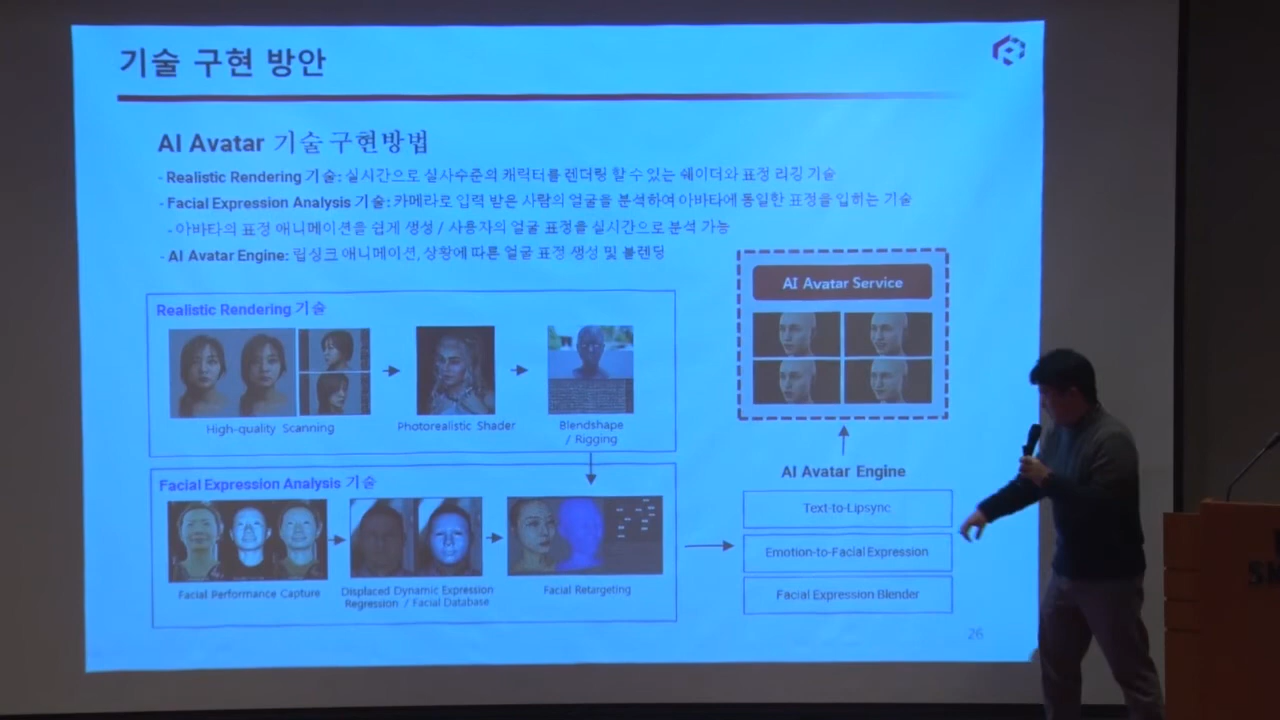 기술 구현 방안
AI Avatar 기술 구현방법
- Realistic Rendering 기술: 실시간으로 실사수준의 캐릭터를 렌더링 할 수 있는 쉐이더와 표정 리깅 기술
- Facial Expression Analysis 기술: 카메라로 입력 받은 사람의 얼굴을 분석하여 아바타에 동일한 표정을 입히는 기술
- 아바타의 표정 애니메이션을 쉽게 생성 / 사용자의 얼굴 표정을 실시간으로 분석 가능
- AI Avatar Engine: 립싱크 애니메이션, 상황에 따른 얼굴 표정 생성 및 블렌딩
Realistic Rendering 기술
High-quality Scanning
Photorealistic Shader
Blendshape
/ Rigging
Facial Expression Analysis 기술
Facial Performance Capture
Displaced Dynamic Expression
Regression / Facial Database
Facial Retargeting
AI Avatar Service
AI Avatar Engine
Text-to-Lipsync
Emotion-to-Facial Expression
Facial Expression Blender
26